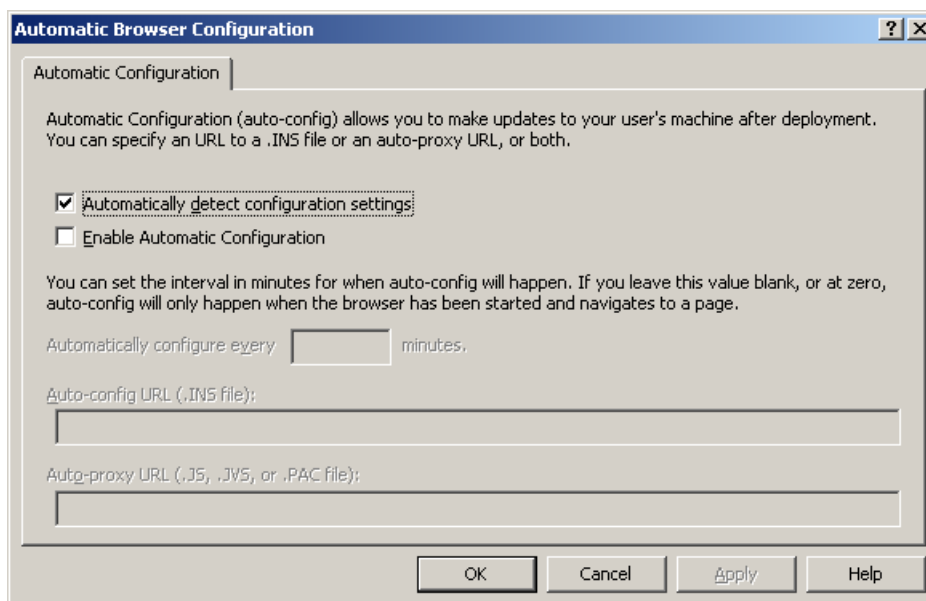 Automatic Browser Configuration
Automatic Configuration
Automatic Configuration (auto-config) allows you to make updates to your user's machine after deployment.
You can specify an URL to a .INS file or an auto-proxy URL, or both.
Automatically detect configuration settings
Enable Automatic Configuration
You can set the interval in minutes for when auto-config will happen. If you leave this value blank, or at zero,
auto-config will only happen when the browser has been started and navigates to a page.
Automatically configure every minutes.
Auto-config URL (.INS file):
Auto-proxy URL (.JS, .JVS, or .PAC file):
OK Cancel Apply Help